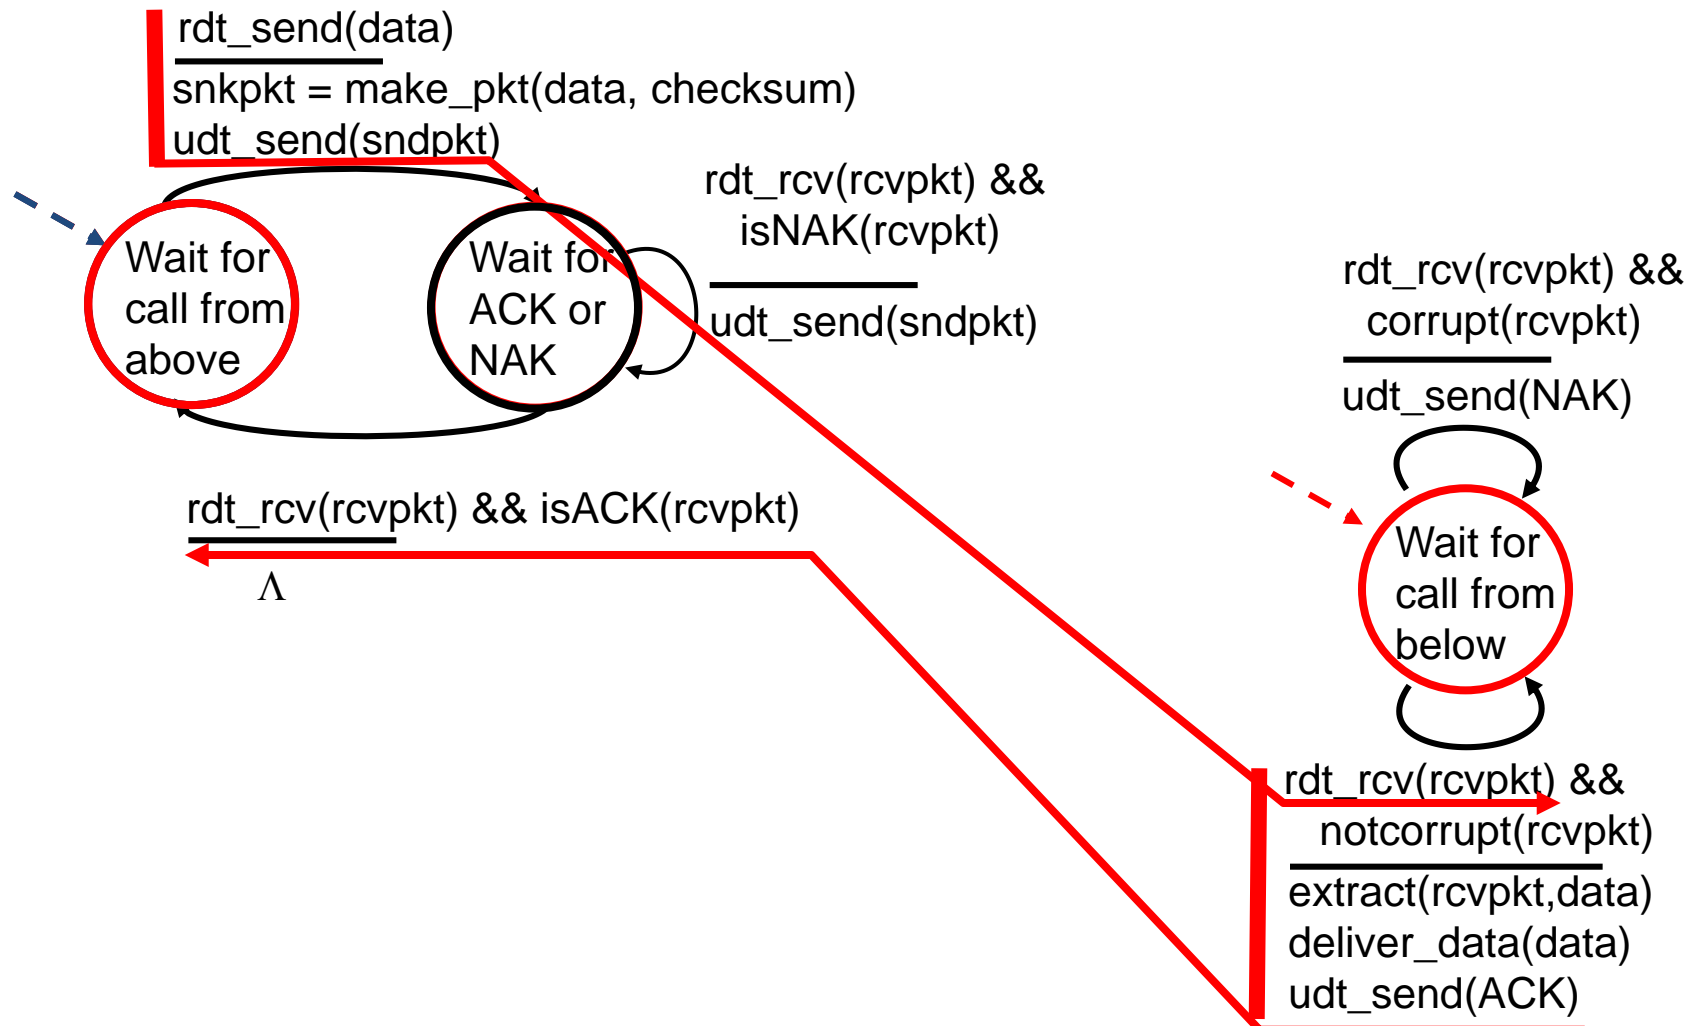 rdt_send(data)
snkpkt = make_pkt(data, checksum)
udt_send(sndpkt)
rdt_rcv(rcvpkt) &&
isNAK(rcvpkt)
udt_send(sndpkt)
Wait for
call from
above
Wait for
ACK or
NAK
rdt_rcv(rcvpkt) && isACK(rcvpkt)
Λ
rdt_rcv(rcvpkt) &&
corrupt(rcvpkt)
udt_send(NAK)
Wait for
call from
below
rdt_rcv(rcvpkt) &&
notcorrupt(rcvpkt)
extract(rcvpkt,data)
deliver_data(data)
udt_send(ACK)